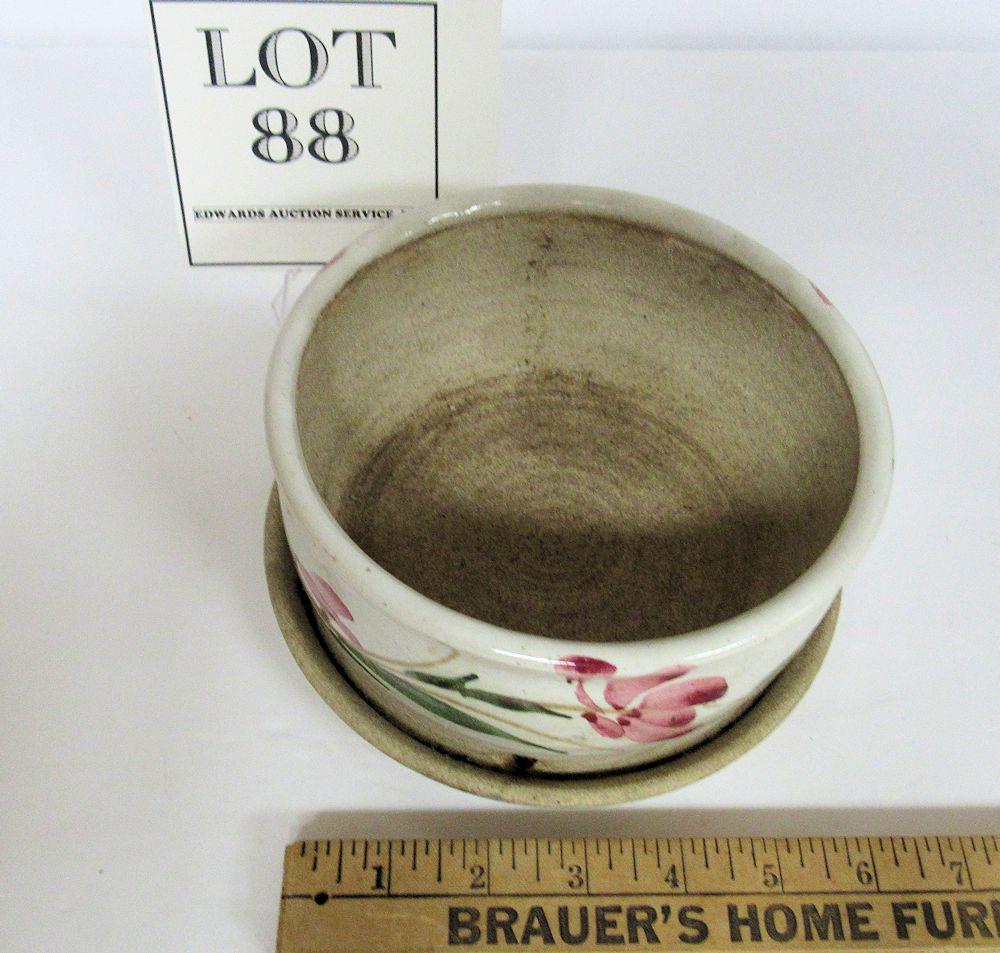 LOT
88
EDWARDS AUCTION SERVICE
1 2 3 4 5 6 7
BRAUER'S HOME FUR